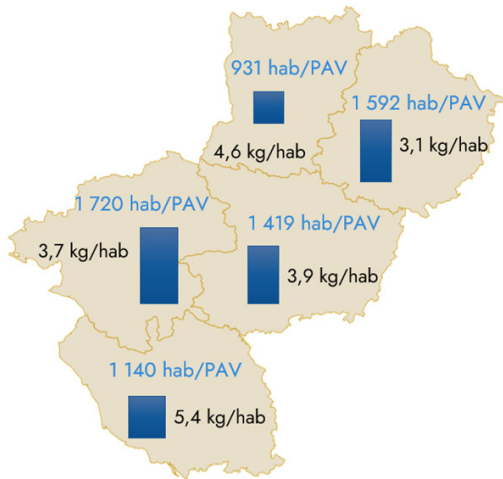 931 hab/PAV
4,6 kg/hab
1 592 hab/PAV
3,1 kg/hab
1 720 hab/PAV
3,7 kg/hab
1 419 hab/PAV
3,9 kg/hab
1 140 hab/PAV
5,4 kg/hab